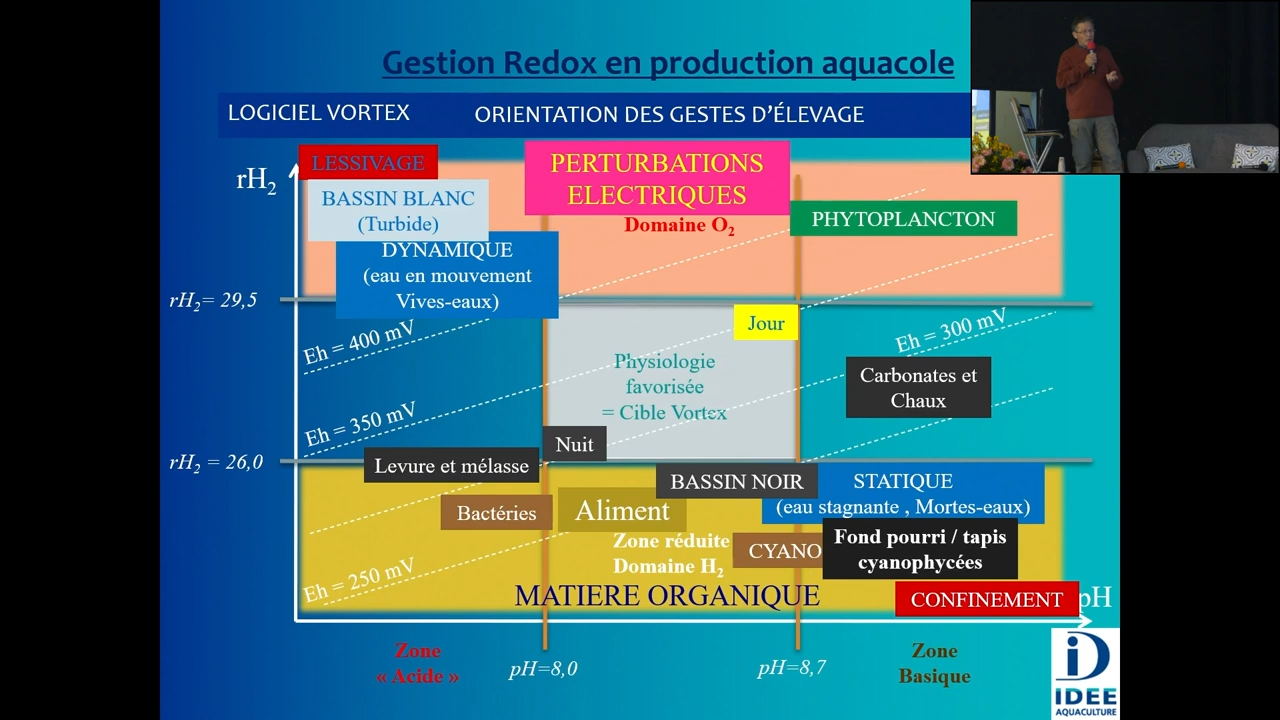 Gestion Redox en production aquacole
LOGICIEL VORTEX
ORIENTATION DES GESTES D'ÉLEVAGE
rH2
LESSIVAGE
BASSIN BLANC
(Turbide)
DYNAMIQUE
(eau en mouvement
Vives-eaux)
PERTURBATIONS
ELECTRIQUES
Domaine O2
PHYTOPLANCTON
rH2= 29,5
Jour
Eh = 400 mV
Eh = 300 mV
Physiologie
favorisée
= Cible Vortex
Carbonates et
Chaux
Eh = 350 mV
Nuit
rH2 = 26,0
Levure et mélasse
BASSIN NOIR
STATIQUE
(eau stagnante , Mortes-eaux)
Bactéries
Aliment
Zone réduite
Domaine H2
CYANO
Fond pourri / tapis
cyanophycées
Eh = 250 mV
MATIERE ORGANIQUE
CONFINEMENT
pH
Zone
« Acide »
pH=8,0
pH=8,7
Zone
Basique
IDEE
AQUACULTURE